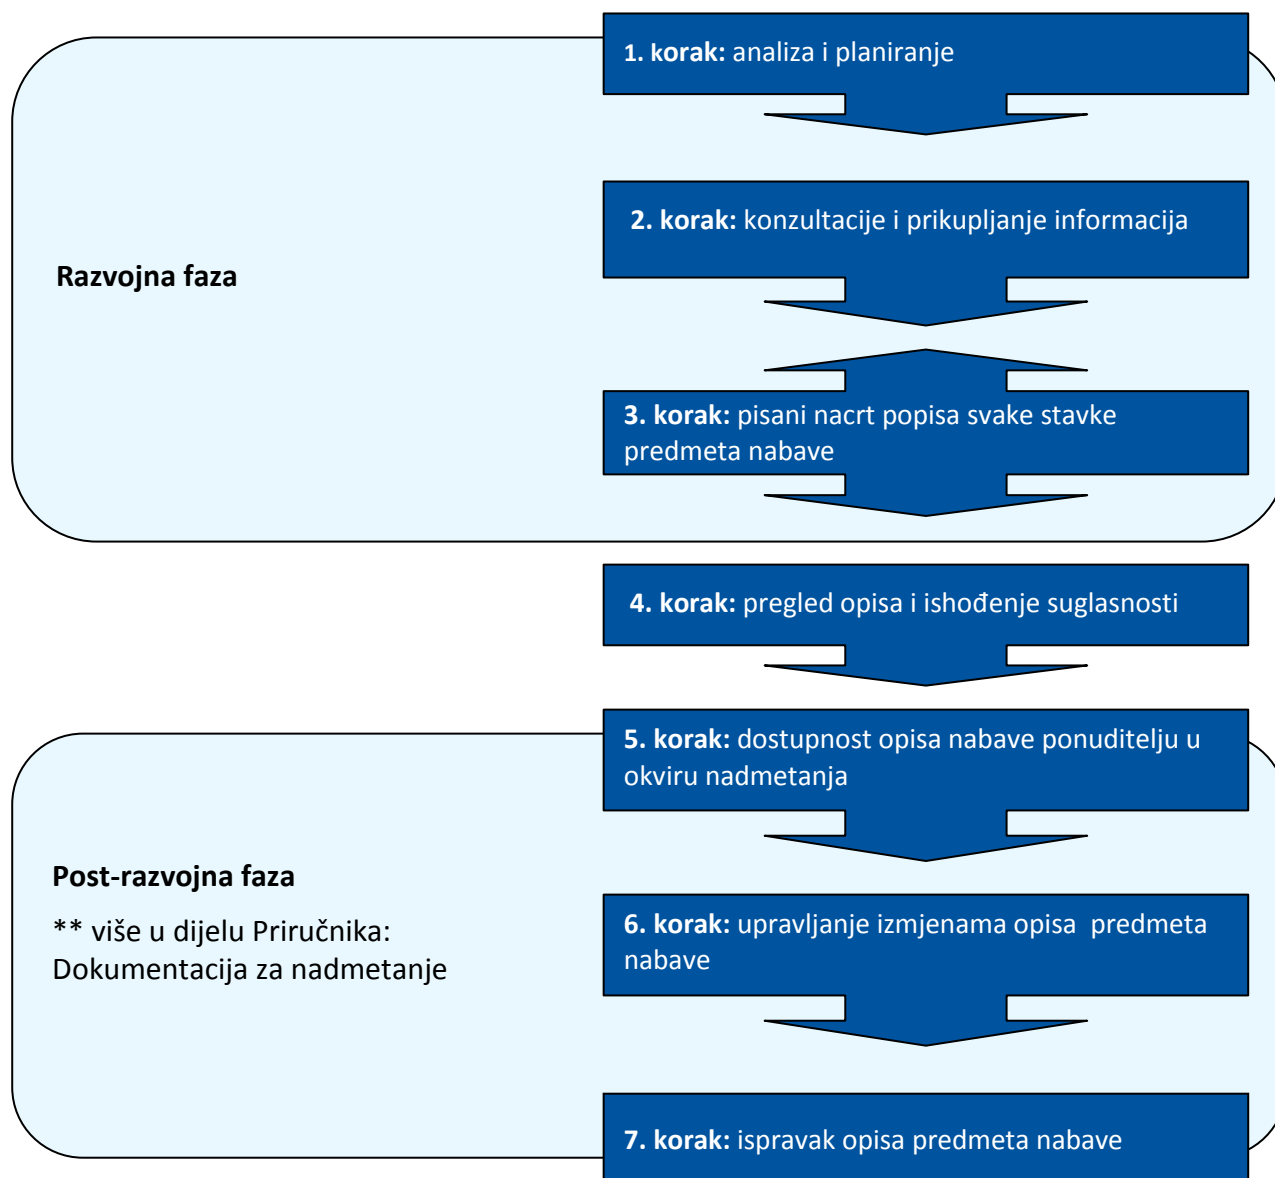 1. korak: analiza i planiranje
2. korak: konzultacije i prikupljanje informacija
Razvojna faza
3. korak: pisani nacrt popisa svake stavke
predmeta nabave
4. korak: pregled opisa i ishođenje suglasnosti
5. korak: dostupnost opisa nabave ponuditelju u
okviru nadmetanja
Post-razvojna faza
** više u dijelu Priručnika:
Dokumentacija za nadmetanje
6. korak: upravljanje izmjenama opisa  predmeta
nabave
7. korak: ispravak opisa predmeta nabave